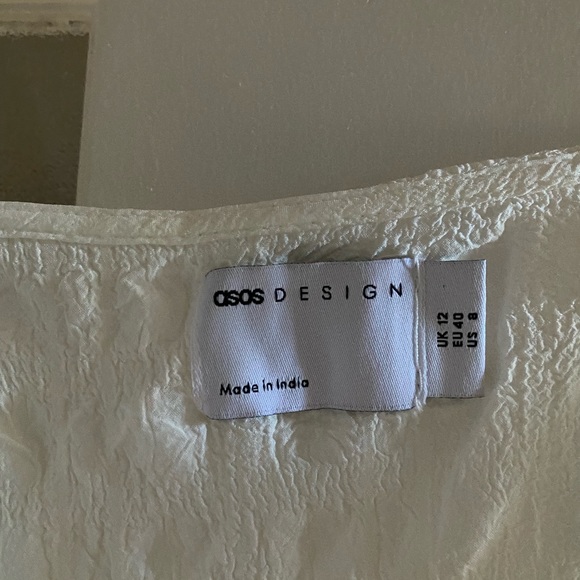 asos DESIGN
Made in India
UK 12
EU 40
US 8